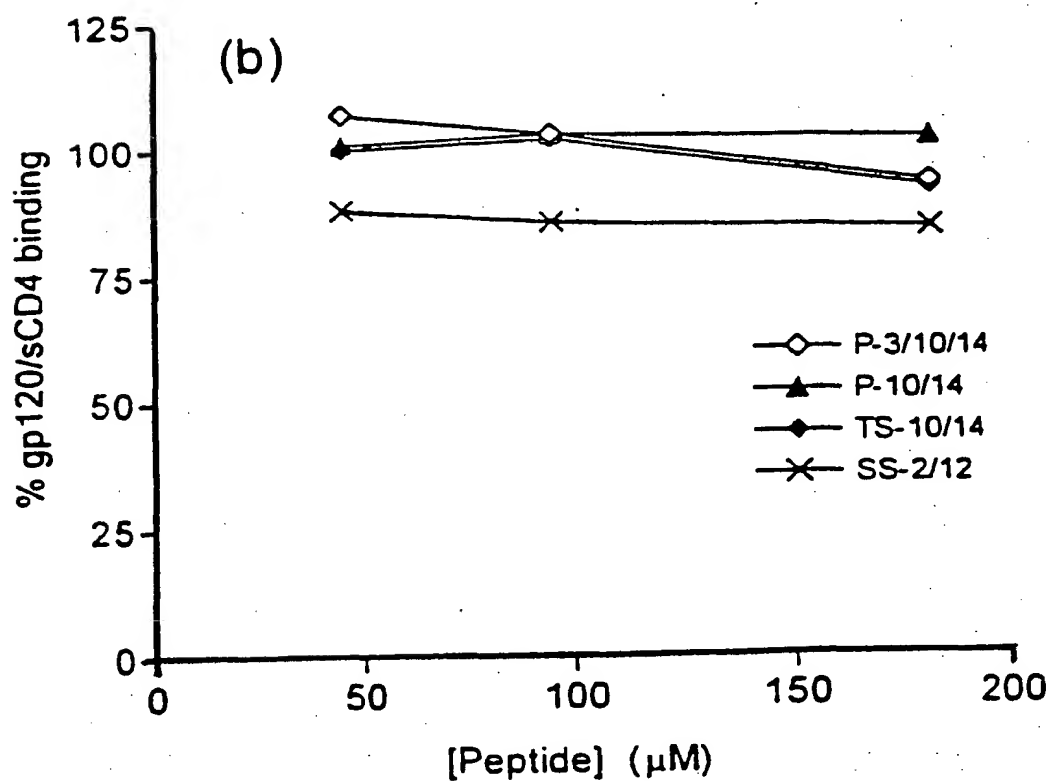 125
(b)
100
75
50
25
0
% gp120/sCD4 binding
P-3/10/14
P-10/14
TS-10/14
SS-2/12
0 50 100 150 200
[Peptide] (μM)